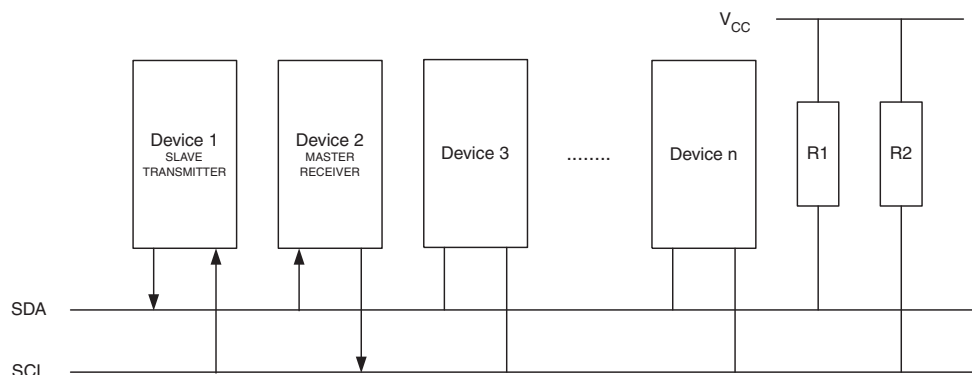 VCC
Device 1
SLAVE
TRANSMITTER
Device 2
MASTER
RECEIVER
Device 3
........
Device n
R1
R2
SDA
SCL